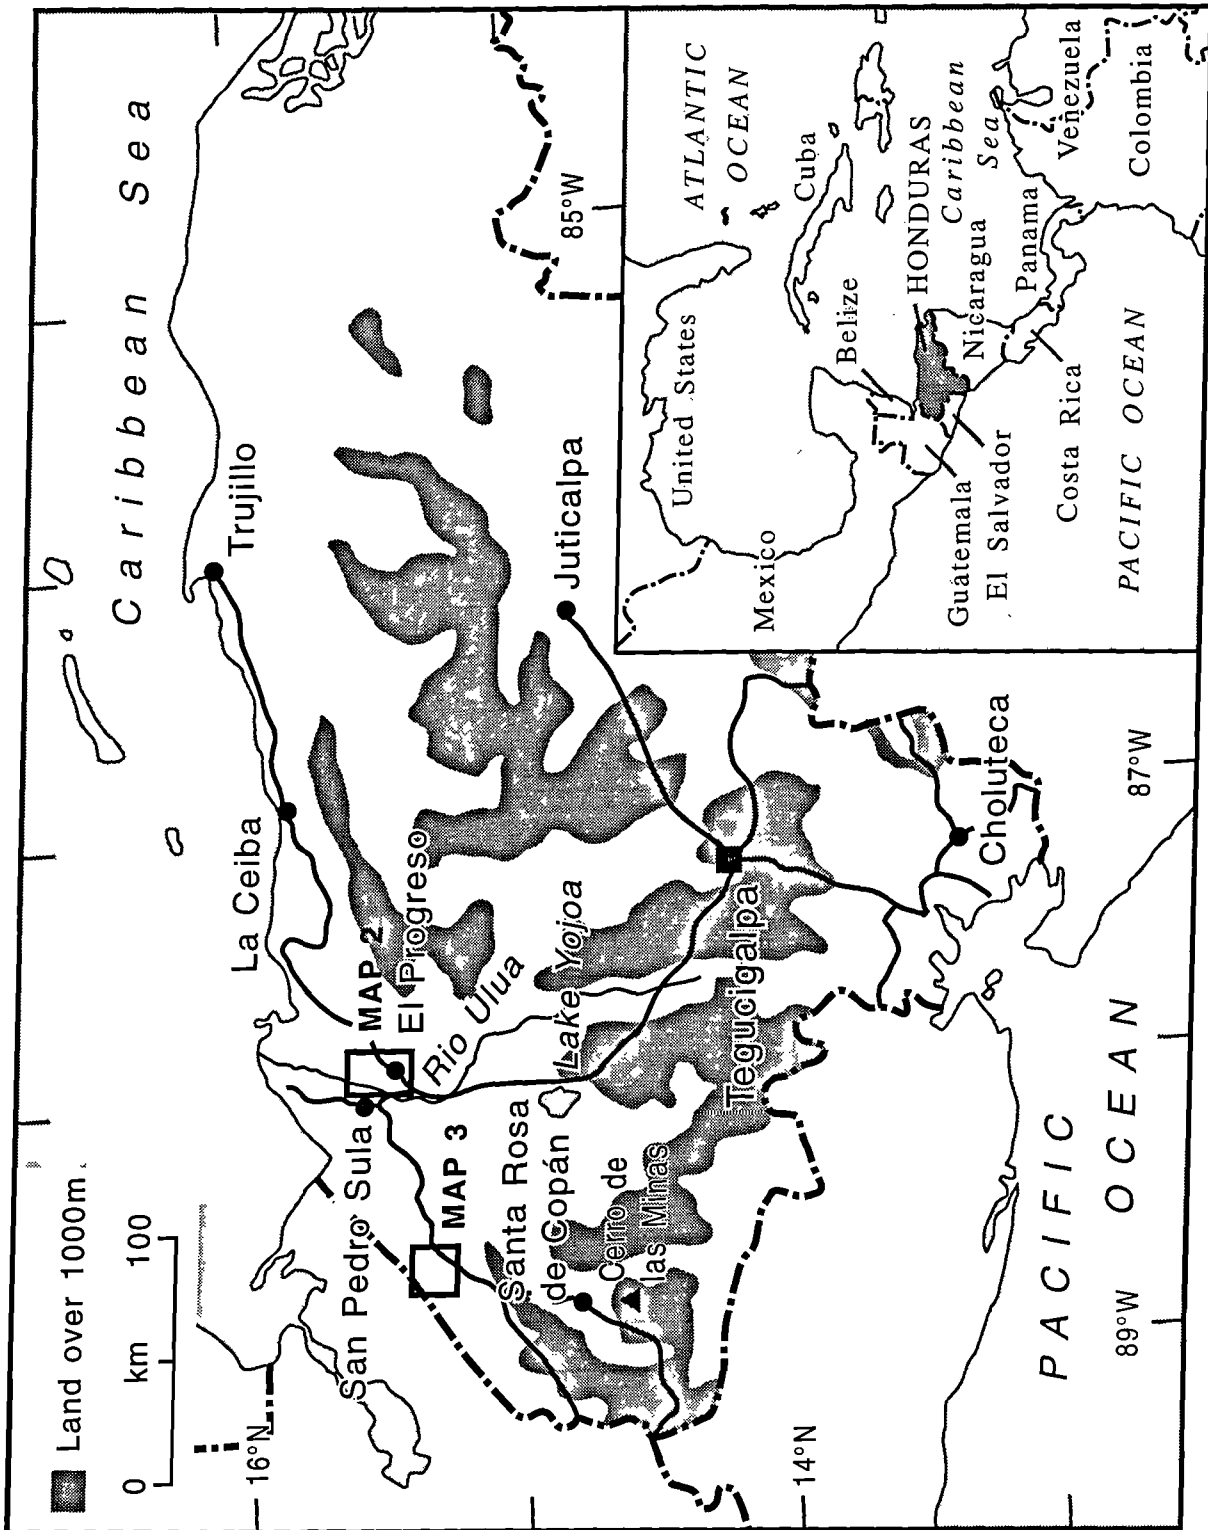 Land over 1000m.
0 km 100
Caribbean Sea
16°N
San Pedro Sula
MAP 2
La Ceiba
Trujillo
El Progreso
Rio Ulua
MAP 3
Santa Rosa
de Copán
Lake Yojoa
Cerro de
las Minas
Juticalpa
Tegucigalpa
14°N
Choluteca
85°W
87°W
89°W
PACIFIC
OCEAN
ATLANTIC
OCEAN
United States
Cuba
Mexico
Belize
HONDURAS
Caribbean
Sea
Nicaragua
Guatemala
El Salvador
Panama
Costa Rica
Venezuela
Colombia
PACIFIC OCEAN